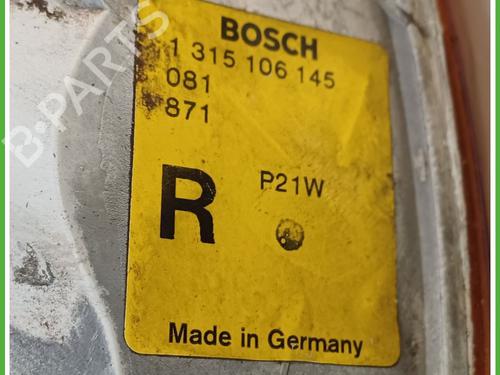 BOSCH
1 315 106 145
081
871
R P21W
Made in Germany
B-PARTS